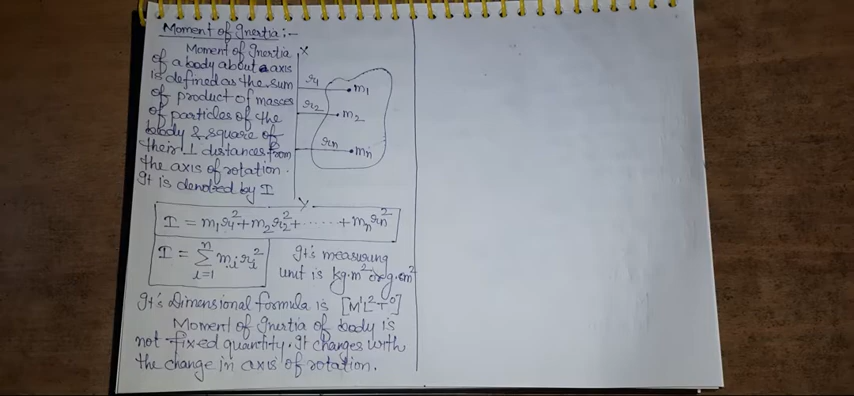 Moment of Inertia :-
Moment of Inertia
of a body about a axis
is defined as the sum
of product of masses
of particles of the
body & square of
their ⊥ distances from
the axis of rotation.
It is denoted by I
X
r1 m1
r2 m2
rn mn
Y
I = m₁r₁² + m₂r₂² + ...... + mₙrₙ²
I = Σ mᵢrᵢ²
n
i=1
It's measuring
unit is kg.m² or g.cm²
It's Dimensional formula is [M¹L²T⁰]
Moment of Inertia of body is
not fixed quantity. It changes with
the change in axis of rotation.